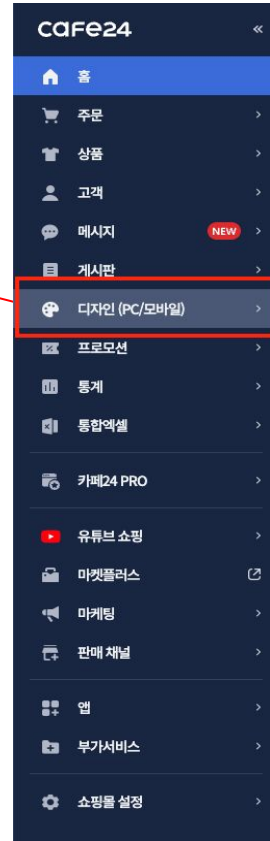 cafe24
홈
주문
상품
고객
메시지 NEW
게시판
디자인 (PC/모바일)
프로모션
통계
통합엑셀
카페24 PRO
유튜브 쇼핑
마켓플러스
마케팅
판매 채널
앱
부가서비스
쇼핑몰 설정